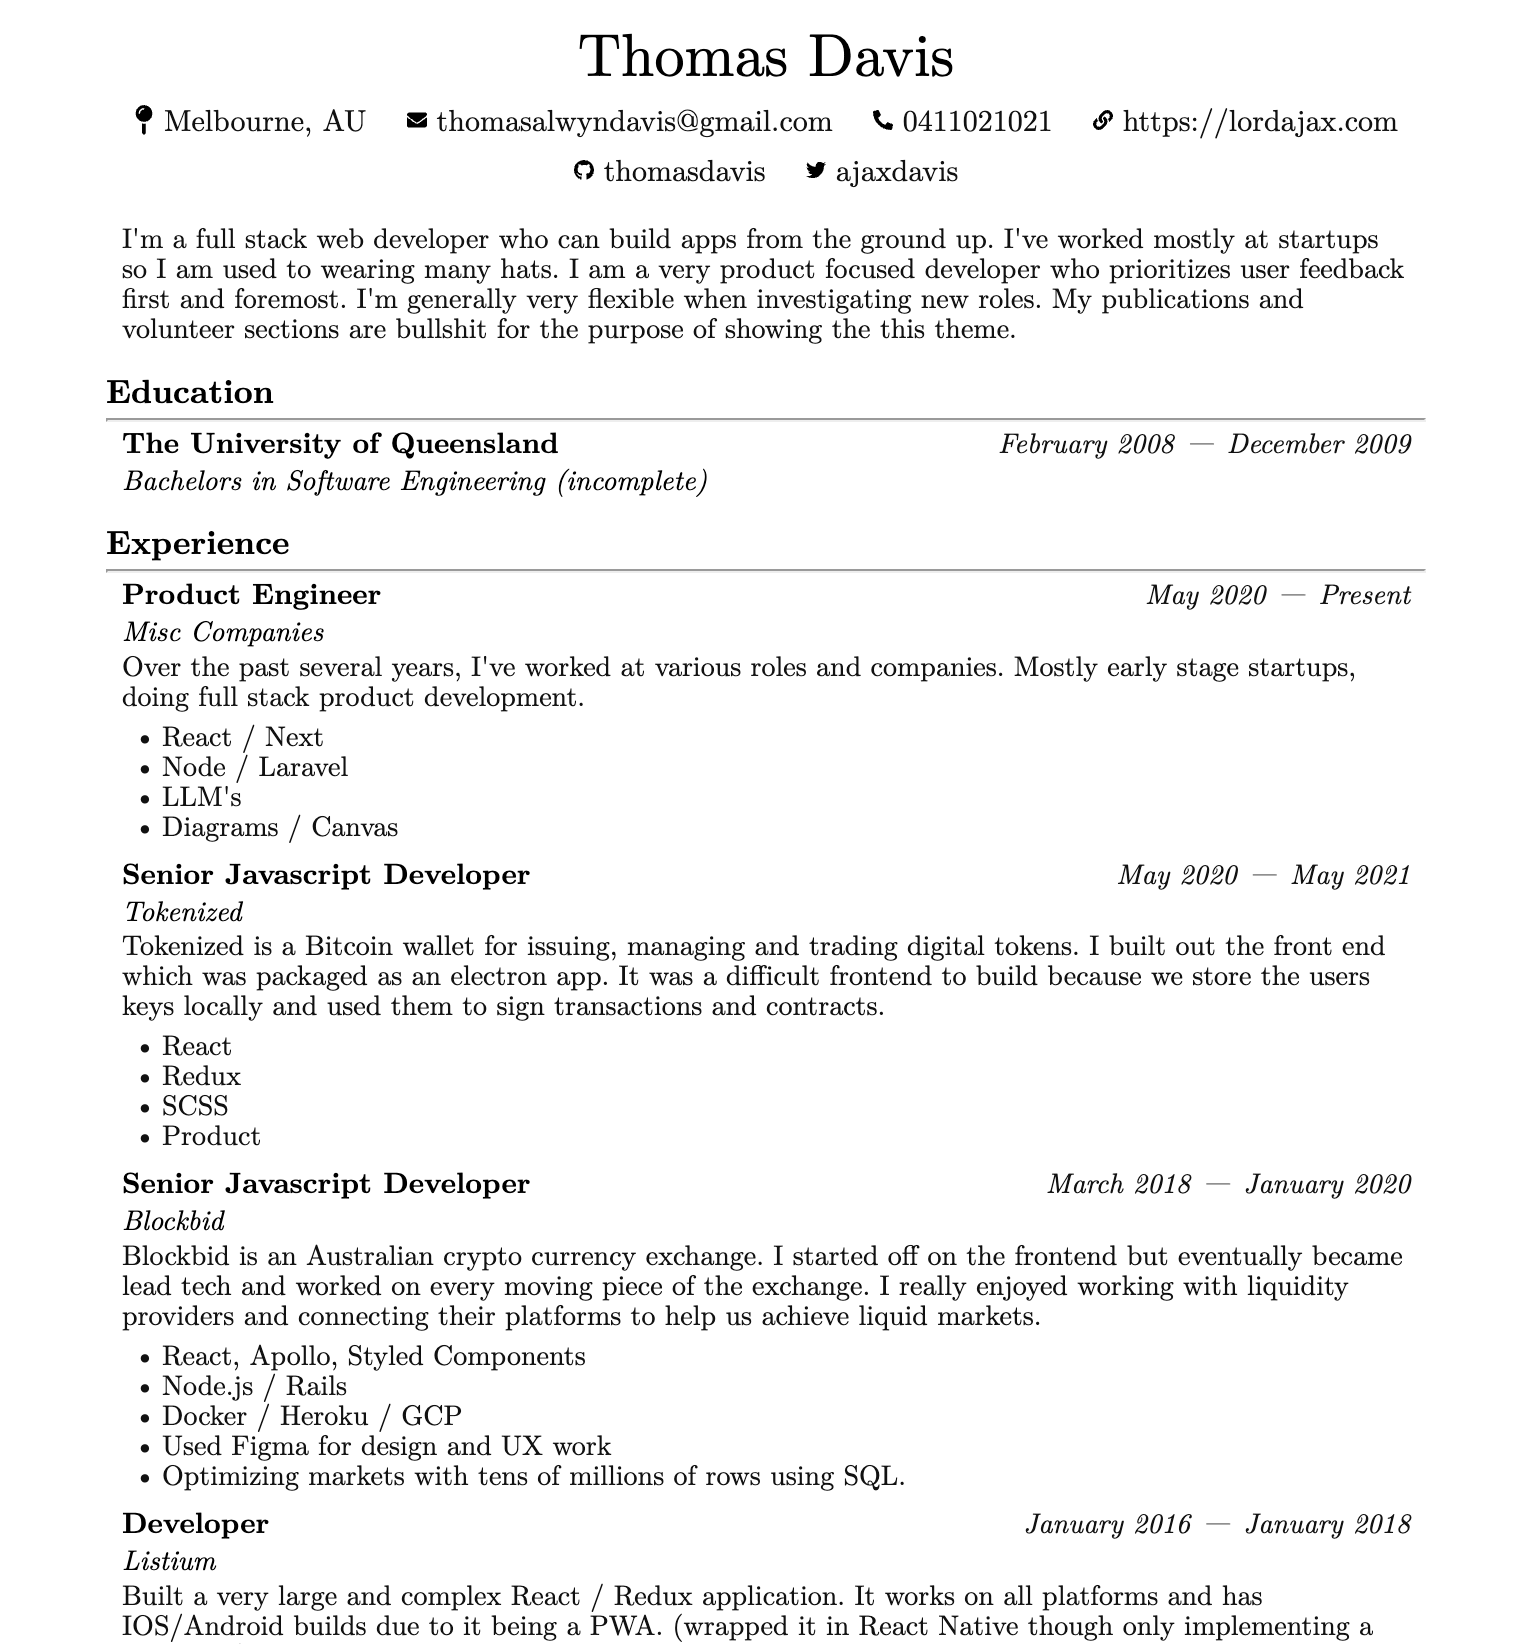 Thomas Davis
Melbourne, AU thomasalwyndavis@gmail.com 0411021021 https://lordajax.com
thomasdavis ajaxdavis
I'm a full stack web developer who can build apps from the ground up. I've worked mostly at startups
so I am used to wearing many hats. I am a very product focused developer who prioritizes user feedback
first and foremost. I'm generally very flexible when investigating new roles. My publications and
volunteer sections are bullshit for the purpose of showing the this theme.
Education
The University of Queensland February 2008 — December 2009
Bachelors in Software Engineering (incomplete)
Experience
Product Engineer May 2020 — Present
Misc Companies
Over the past several years, I've worked at various roles and companies. Mostly early stage startups,
doing full stack product development.
• React / Next
• Node / Laravel
• LLM's
• Diagrams / Canvas
Senior Javascript Developer May 2020 — May 2021
Tokenized
Tokenized is a Bitcoin wallet for issuing, managing and trading digital tokens. I built out the front end
which was packaged as an electron app. It was a difficult frontend to build because we store the users
keys locally and used them to sign transactions and contracts.
• React
• Redux
• SCSS
• Product
Senior Javascript Developer March 2018 — January 2020
Blockbid
Blockbid is an Australian crypto currency exchange. I started off on the frontend but eventually became
lead tech and worked on every moving piece of the exchange. I really enjoyed working with liquidity
providers and connecting their platforms to help us achieve liquid markets.
• React, Apollo, Styled Components
• Node.js / Rails
• Docker / Heroku / GCP
• Used Figma for design and UX work
• Optimizing markets with tens of millions of rows using SQL.
Developer January 2016 — January 2018
Listium
Built a very large and complex React / Redux application. It works on all platforms and has
IOS/Android builds due to it being a PWA. (wrapped it in React Native though only implementing a